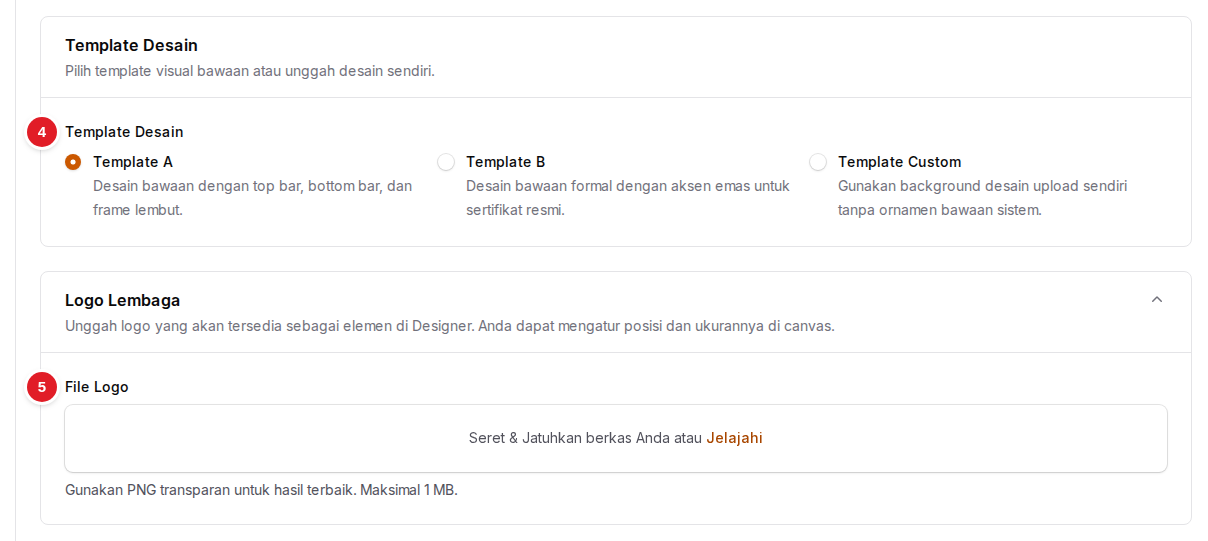 Template Desain
Pilih template visual bawaan atau unggah desain sendiri.
4 Template Desain
Template A
Desain bawaan dengan top bar, bottom bar, dan
frame lembut.
Template B
Desain bawaan formal dengan aksen emas untuk
sertifikat resmi.
Template Custom
Gunakan background desain upload sendiri
tanpa ornamen bawaan sistem.
Logo Lembaga
Unggah logo yang akan tersedia sebagai elemen di Designer. Anda dapat mengatur posisi dan ukurannya di canvas.
5 File Logo
Seret & Jatuhkan berkas Anda atau Jelajahi
Gunakan PNG transparan untuk hasil terbaik. Maksimal 1 MB.